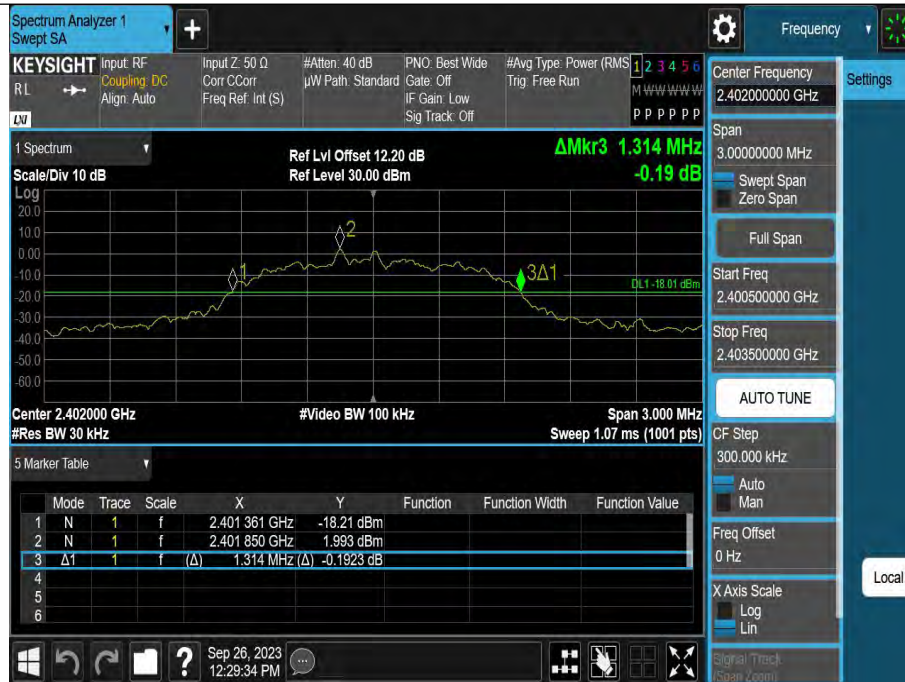 Spectrum Analyzer 1
Swept SA
+
Frequency
KEYSIGHT
RL
LXI
Input: RF
Coupling: DC
Align: Auto
Input Z: 50 Ω
Corr CCorr
Freq Ref: Int (S)
#Atten: 40 dB
µW Path: Standard
PNO: Best Wide
Gate: Off
IF Gain: Low
Sig Track: Off
#Avg Type: Power (RMS
Trig: Free Run
1 2 3 4 5 6
M W W W W W
P P P P P P
1 Spectrum
Scale/Div 10 dB
Ref Lvl Offset 12.20 dB
Ref Level 30.00 dBm
ΔMkr3 1.314 MHz
-0.19 dB
Log
20.0
10.0
0.00
-10.0
-20.0
-30.0
-40.0
-50.0
-60.0
1
2
3Δ1
DL1 -18.01 dBm
Center 2.402000 GHz
#Video BW 100 kHz
Span 3.000 MHz
#Res BW 30 kHz
Sweep 1.07 ms (1001 pts)
5 Marker Table
Mode Trace Scale X Y Function Function Width Function Value
1 N 1 f 2.401 361 GHz -18.21 dBm
2 N 1 f 2.401 850 GHz 1.993 dBm
3 Δ1 1 f (Δ) 1.314 MHz (Δ) -0.1923 dB
4
5
6
Sep 26, 2023
12:29:34 PM
?
Center Frequency
2.402000000 GHz
Settings
Span
3.00000000 MHz
Swept Span
Zero Span
Full Span
Start Freq
2.400500000 GHz
Stop Freq
2.403500000 GHz
AUTO TUNE
CF Step
300.000 kHz
Auto
Man
Freq Offset
0 Hz
X Axis Scale
Log
Lin
Local
Signal Track
(Span Zoom)